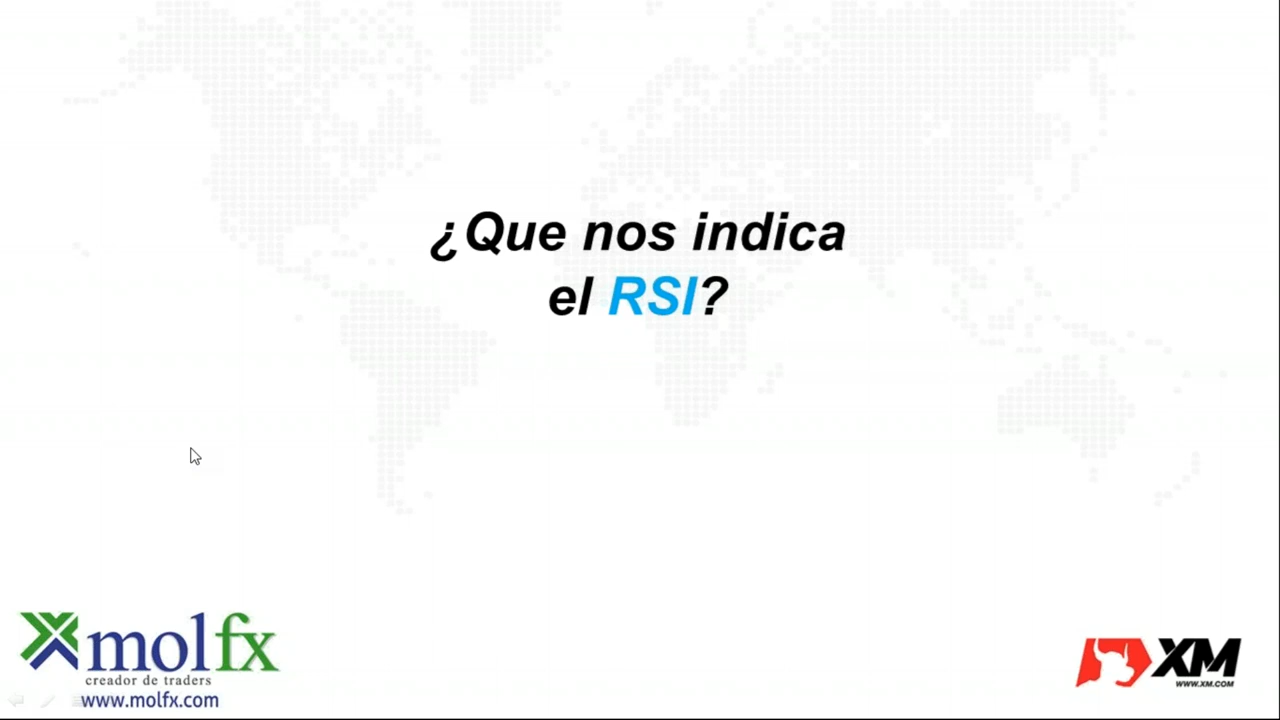 ¿Que nos indica
el RSI?
molfx
creador de traders
www.molfx.com
XM
WWW.XM.COM